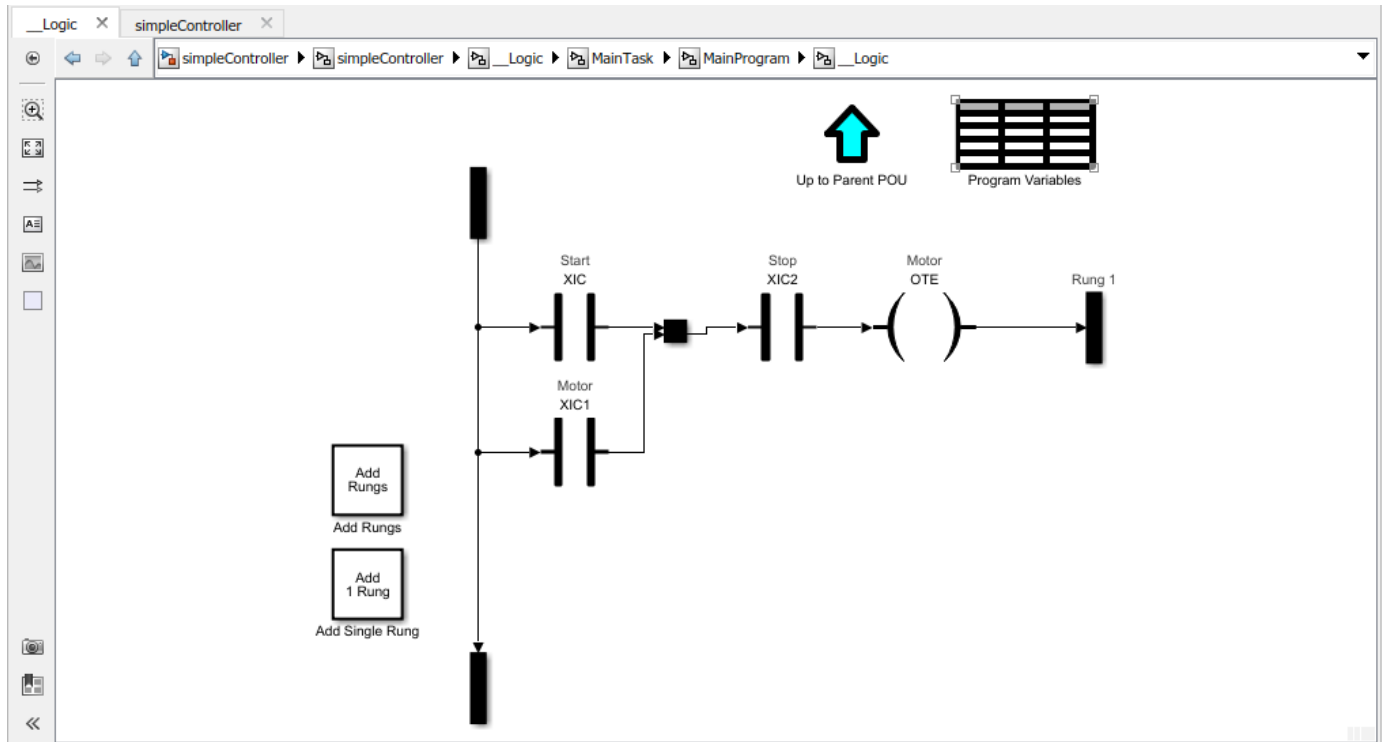 __Logic
simpleController
simpleController simpleController __Logic MainTask MainProgram __Logic
Up to Parent POU
Program Variables
Start
XIC
Stop
XIC2
Motor
OTE
Rung 1
Motor
XIC1
Add
Rungs
Add Rungs
Add
1 Rung
Add Single Rung